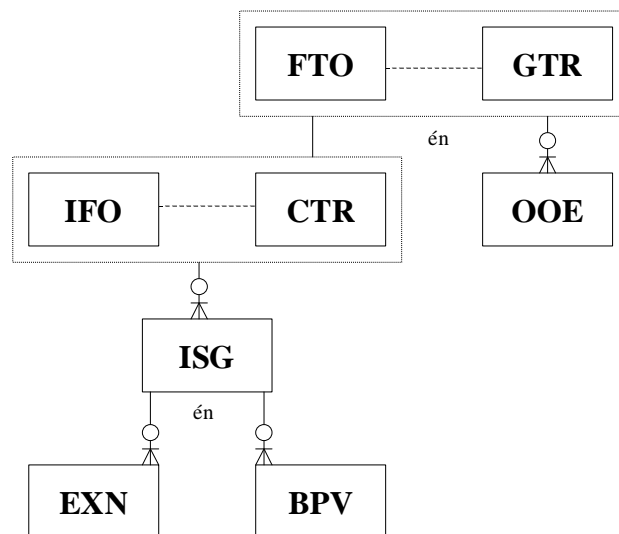 FTO GTR
én
IFO CTR OOE
ISG
én
EXN BPV